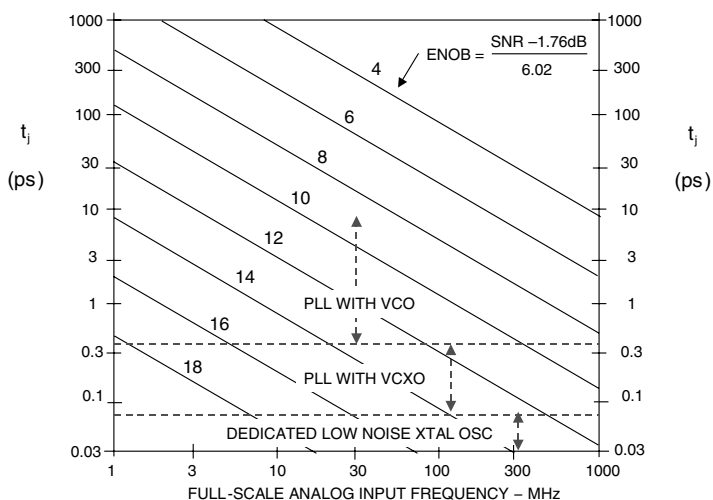 1000
300
100
30
10
3
1
0.3
0.1
0.03
t_j
(ps)
ENOB = SNR –1.76dB
6.02
4
6
8
10
12
14
16
18
PLL WITH VCO
PLL WITH VCXO
DEDICATED LOW NOISE XTAL OSC
1000
300
100
30
10
3
1
0.3
0.1
0.03
t_j
(ps)
1 3 10 30 100 300 1000
FULL-SCALE ANALOG INPUT FREQUENCY – MHz